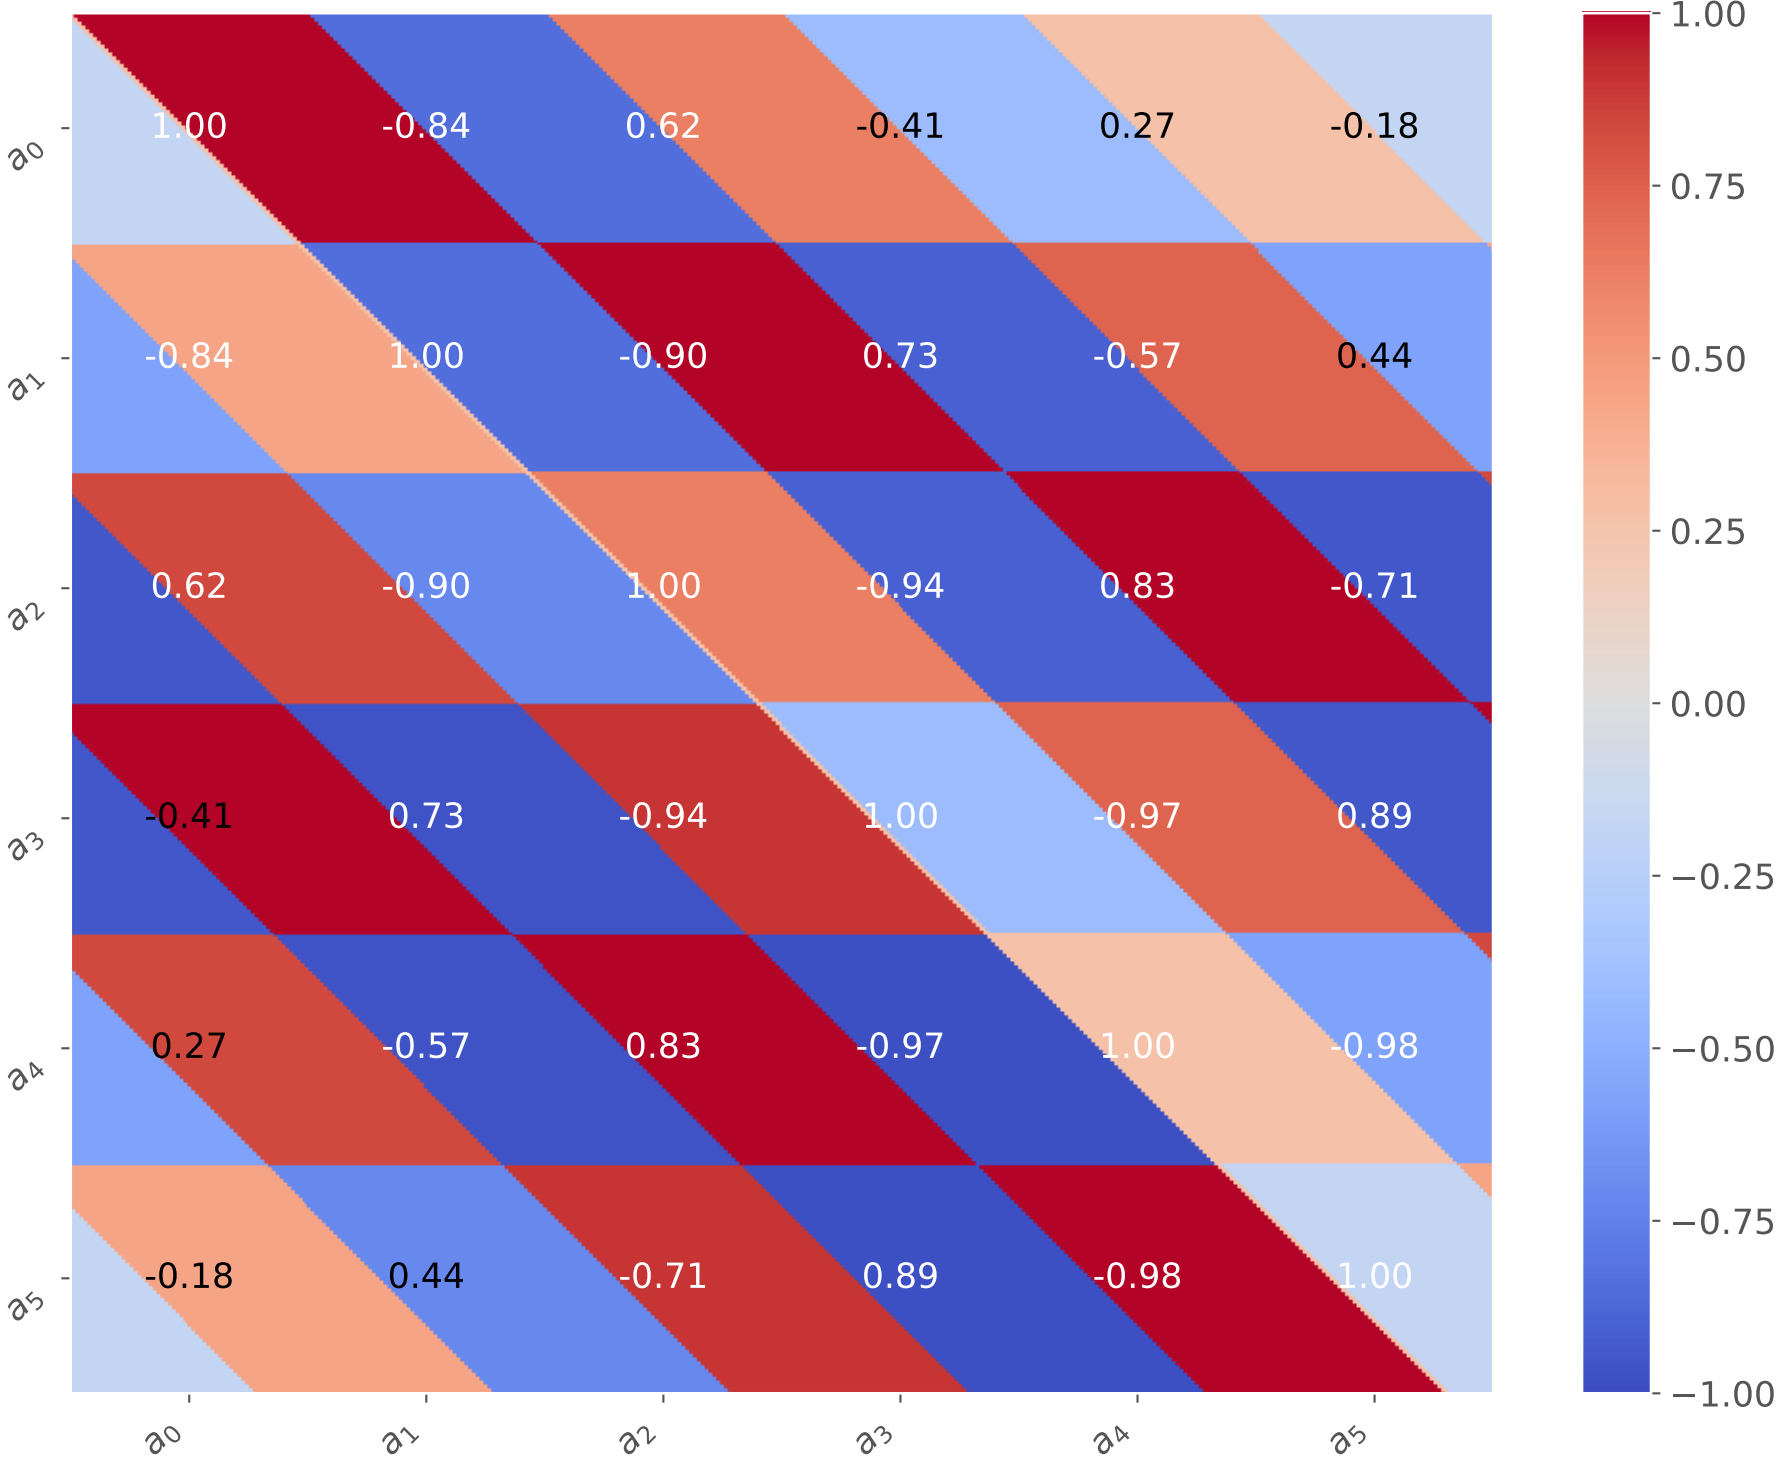 1.00
a0 1.00 -0.84 0.62 -0.41 0.27 -0.18
0.75
a1 -0.84 1.00 -0.90 0.73 -0.57 0.44
0.50
0.25
a2 0.62 -0.90 1.00 -0.94 0.83 -0.71
0.00
a3 -0.41 0.73 -0.94 1.00 -0.97 0.89
−0.25
a4 0.27 -0.57 0.83 -0.97 1.00 -0.98
−0.50
−0.75
a5 -0.18 0.44 -0.71 0.89 -0.98 1.00
−1.00
a0 a1 a2 a3 a4 a5